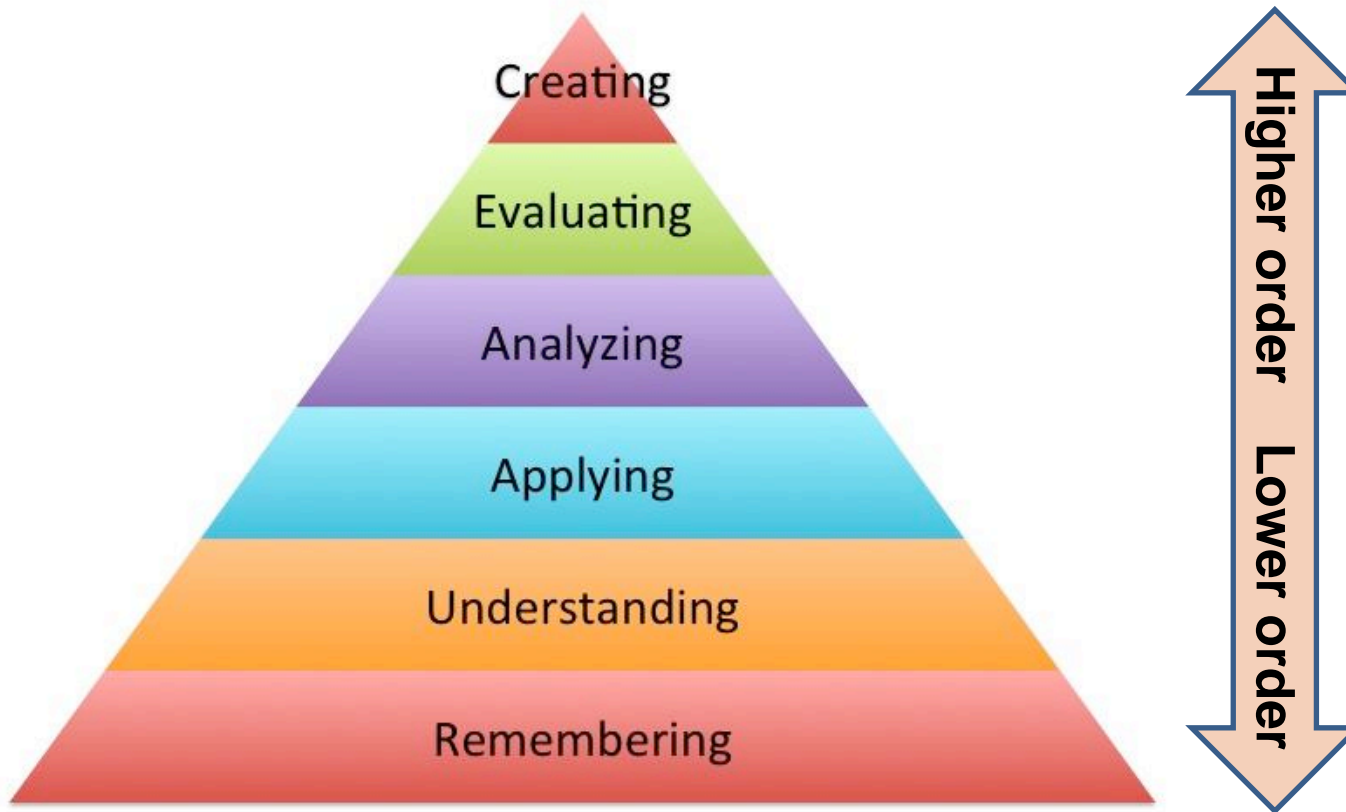 Creating
Evaluating
Analyzing
Applying
Understanding
Remembering
Higher order
Lower order